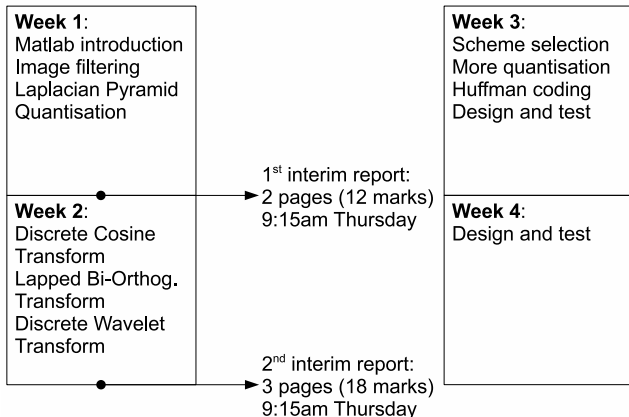 Week 1:
Matlab introduction
Image filtering
Laplacian Pyramid
Quantisation
1st interim report:
2 pages (12 marks)
9:15am Thursday
Week 2:
Discrete Cosine
Transform
Lapped Bi-Orthog.
Transform
Discrete Wavelet
Transform
2nd interim report:
3 pages (18 marks)
9:15am Thursday
Week 3:
Scheme selection
More quantisation
Huffman coding
Design and test
Week 4:
Design and test